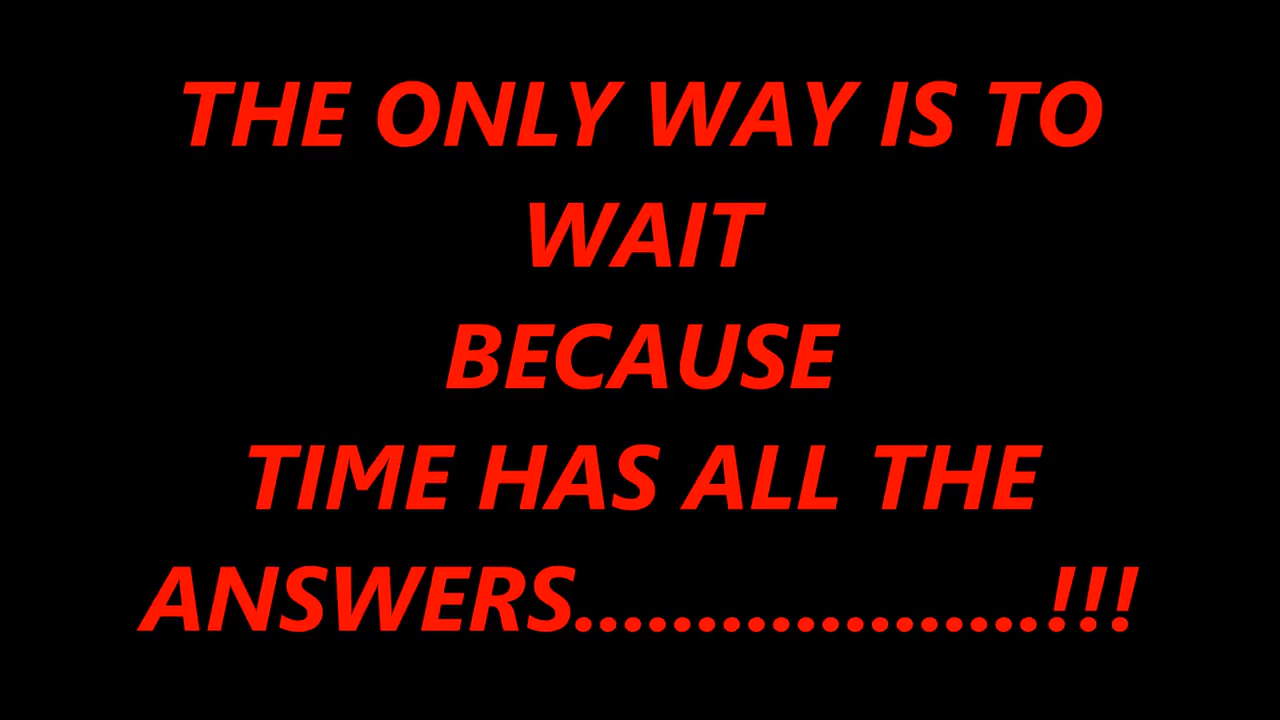 THE ONLY WAY IS TO
WAIT
BECAUSE
TIME HAS ALL THE
ANSWERS...................!!!